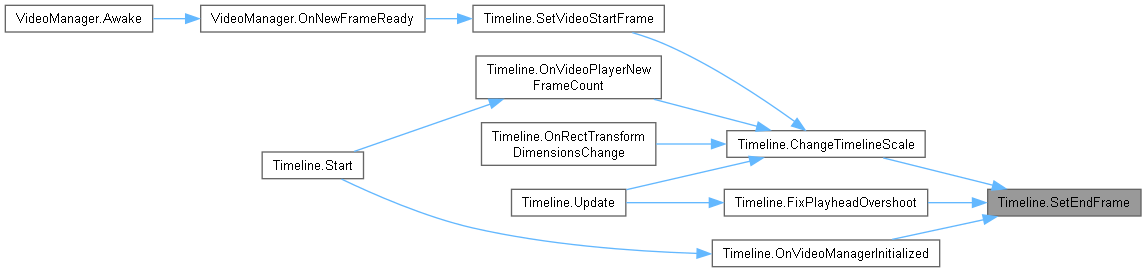 VideoManager.Awake
VideoManager.OnNewFrameReady
Timeline.SetVideoStartFrame
Timeline.OnVideoPlayerNew
FrameCount
Timeline.OnRectTransform
DimensionsChange
Timeline.ChangeTimelineScale
Timeline.Start
Timeline.Update
Timeline.FixPlayheadOvershoot
Timeline.SetEndFrame
Timeline.OnVideoManagerInitialized